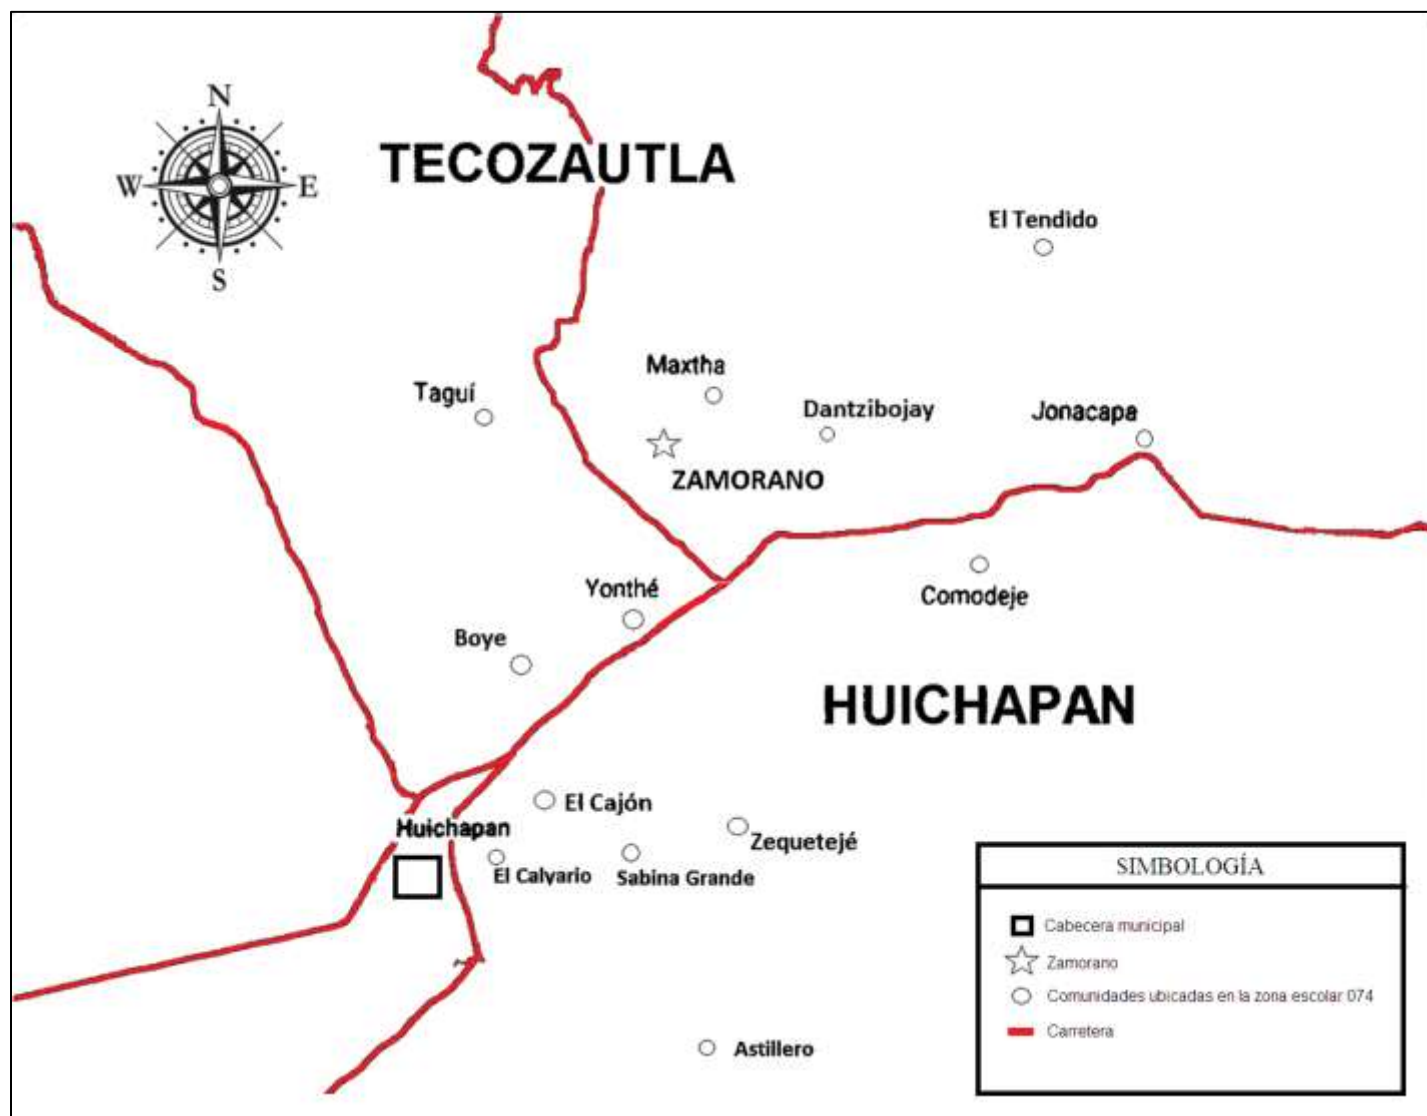 N
TECOZAUTLA
W
E
El Tendido
S
Maxtha
Taguí
Dantzibojay
Jonacapa
ZAMORANO
Yonthé
Comodeje
Boye
HUICHAPAN
El Cajón
Huichapan
Zequetejé
El Calvario
Sabina Grande
SIMBOLOGÍA
Cabecera municipal
Zamorano
Comunidades ubicadas en la zona escolar 074
Carretera
Astillero